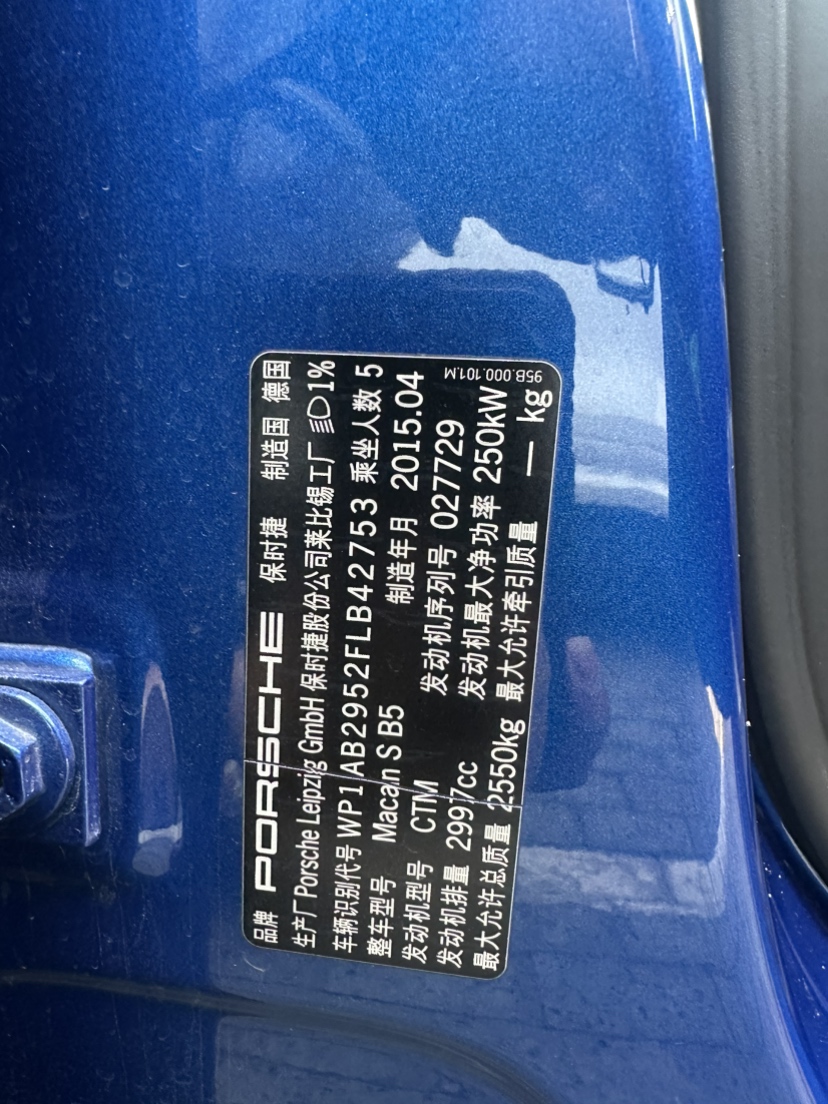 品牌 PORSCHE 保时捷 制造国 德国
生产厂 Porsche Leipzig GmbH 保时捷股份公司莱比锡工厂 1%
车辆识别代号 WP1AB2952FLB42753 乘坐人数 5
整车型号 Macan S B5 制造年月 2015.04
发动机型号 CTM 发动机序列号 027729
发动机排量 2997cc 发动机最大净功率 250kW
最大允许总质量 2550kg 最大允许牵引质量 — kg
95B.000.101.M